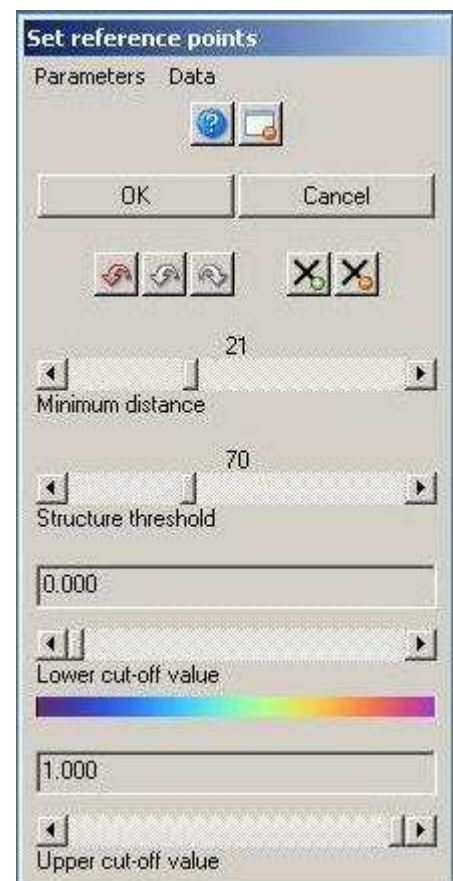 Set reference points
Parameters Data
?
OK Cancel
21
Minimum distance
70
Structure threshold
0.000
Lower cut-off value
1.000
Upper cut-off value